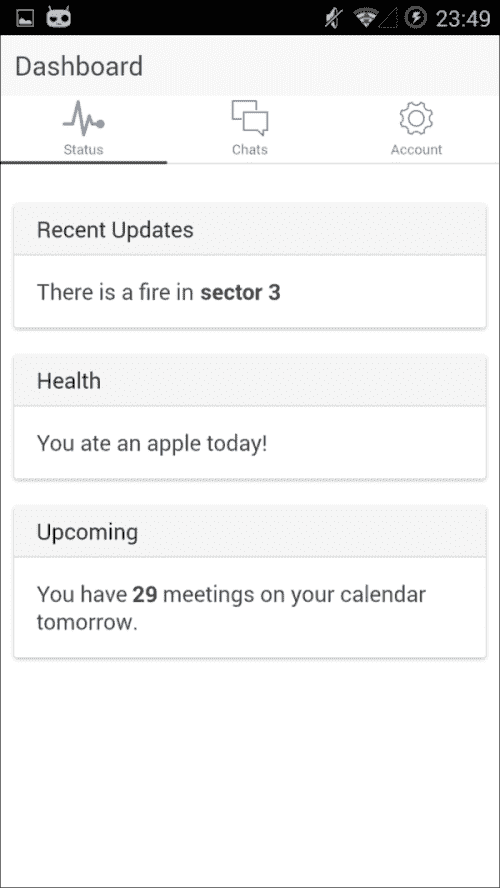 23:49
Dashboard
Status
Chats
Account
Recent Updates
There is a fire in sector 3
Health
You ate an apple today!
Upcoming
You have 29 meetings on your calendar
tomorrow.